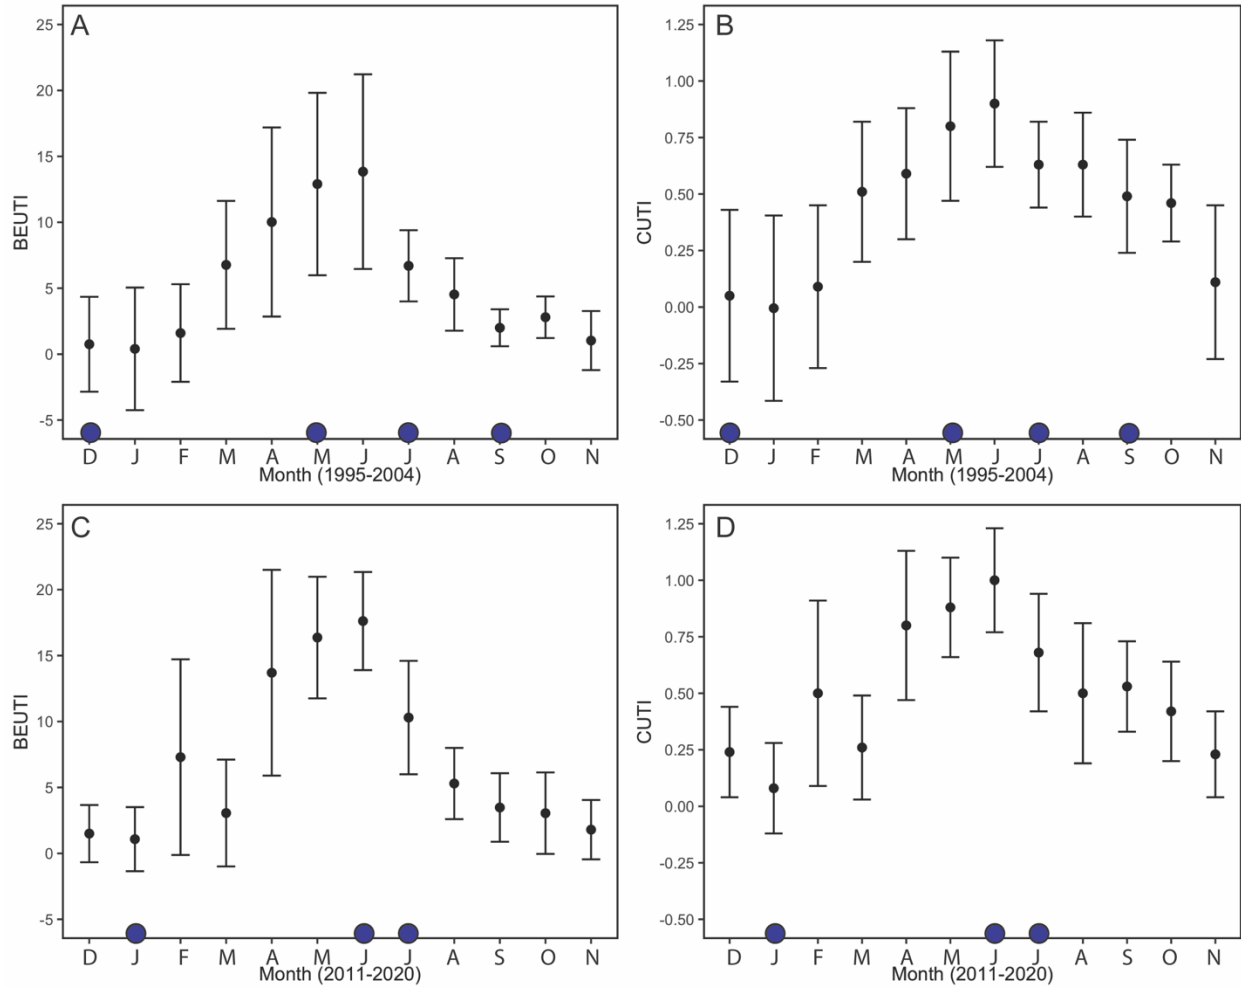 A
25
20
15
10
5
0
-5
BEUTI
D J F M A M J J A S O N
Month (1995-2004)
B
1.25
1.00
0.75
0.50
0.25
0.00
-0.25
-0.50
CUTI
D J F M A M J J A S O N
Month (1995-2004)
C
25
20
15
10
5
0
-5
BEUTI
D J F M A M J J A S O N
Month (2011-2020)
D
1.25
1.00
0.75
0.50
0.25
0.00
-0.25
-0.50
CUTI
D J F M A M J J A S O N
Month (2011-2020)